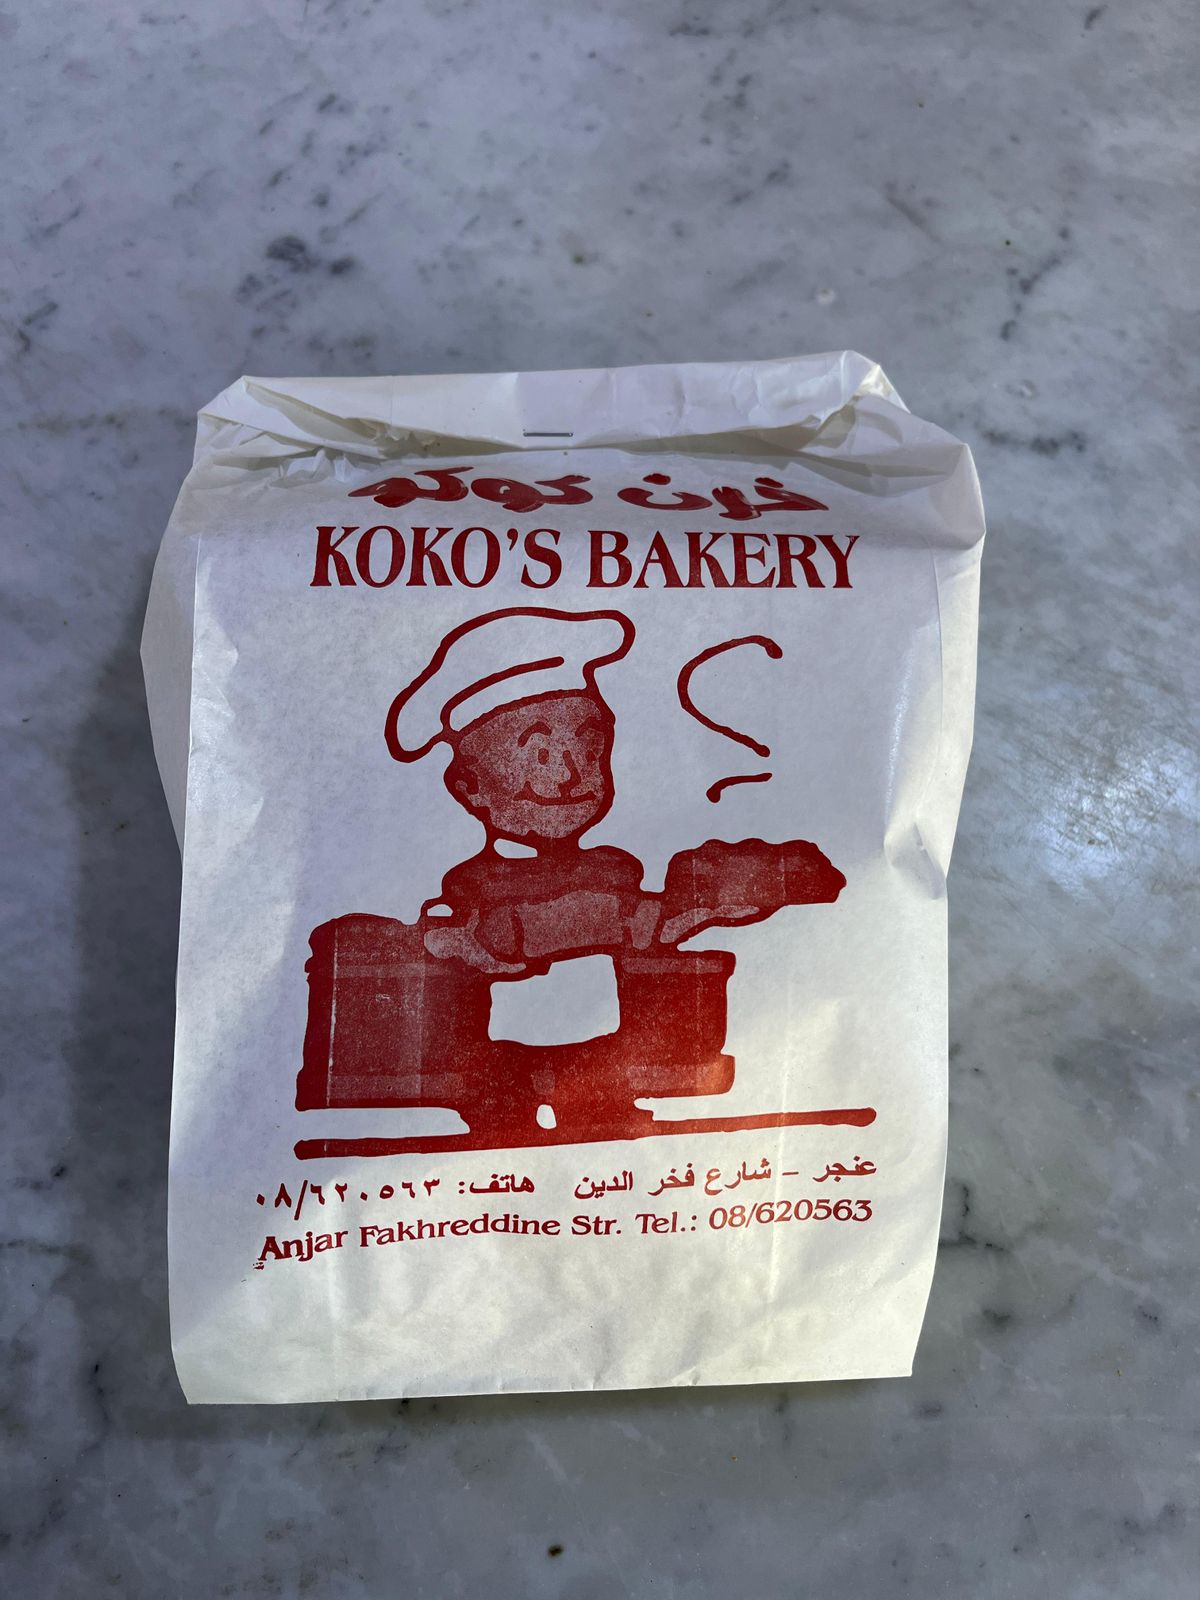 فرن كوكو
KOKO'S BAKERY
عنجر - شارع فخر الدين هاتف: ٠٨/٦٢٠٥٦٣
Anjar Fakhreddine Str. Tel.: 08/620563